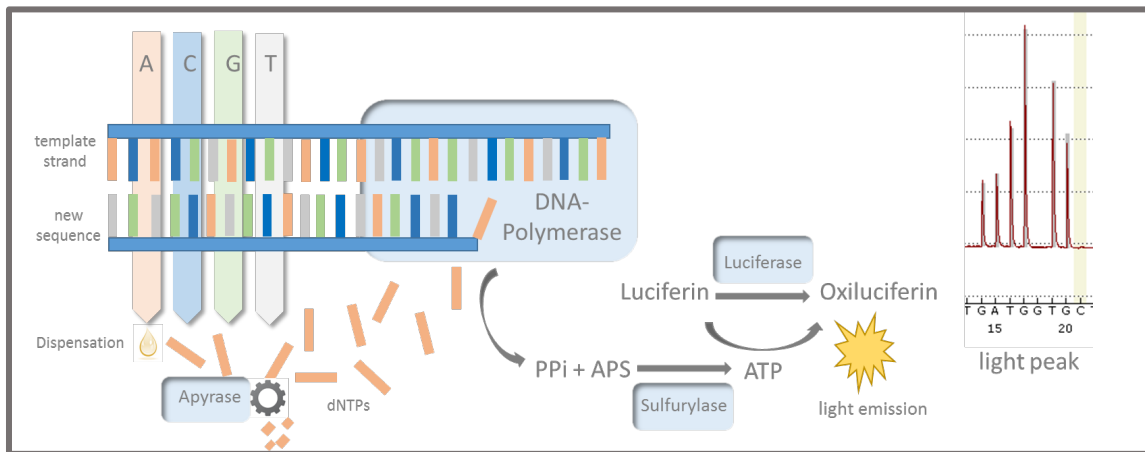 A C G T
template
strand
new
sequence
DNA-
Polymerase
Luciferase
Luciferin
Oxiluciferin
Dispensation
PPi + APS
ATP
Apyrase
dNTPs
Sulfurylase
light emission
T G A T G G T G C
15 20
light peak